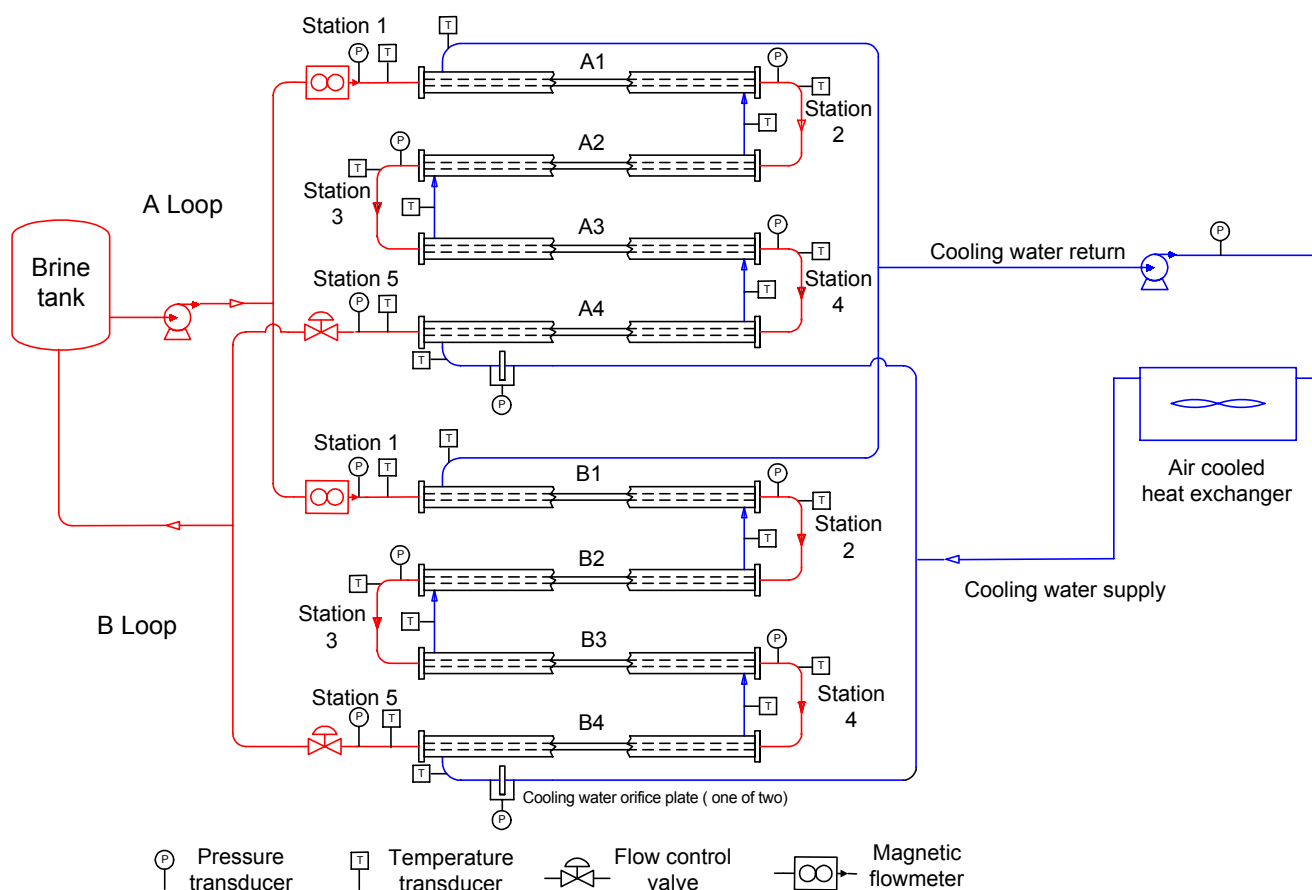 Station 1
P
T
T
A1
P
T
Station
2
T
A2
P
T
Station
3
T
A Loop
A3
P
T
Station
4
T
Brine
tank
Station 5
P
T
A4
T
P
Cooling water return
P
Station 1
P
T
T
B1
P
T
Station
2
T
Air cooled
heat exchanger
B2
P
T
Station
3
T
Cooling water supply
B Loop
B3
P
T
Station
4
T
Station 5
P
T
B4
T
P
Cooling water orifice plate ( one of two)
P
Pressure
transducer
T
Temperature
transducer
Flow control
valve
Magnetic
flowmeter